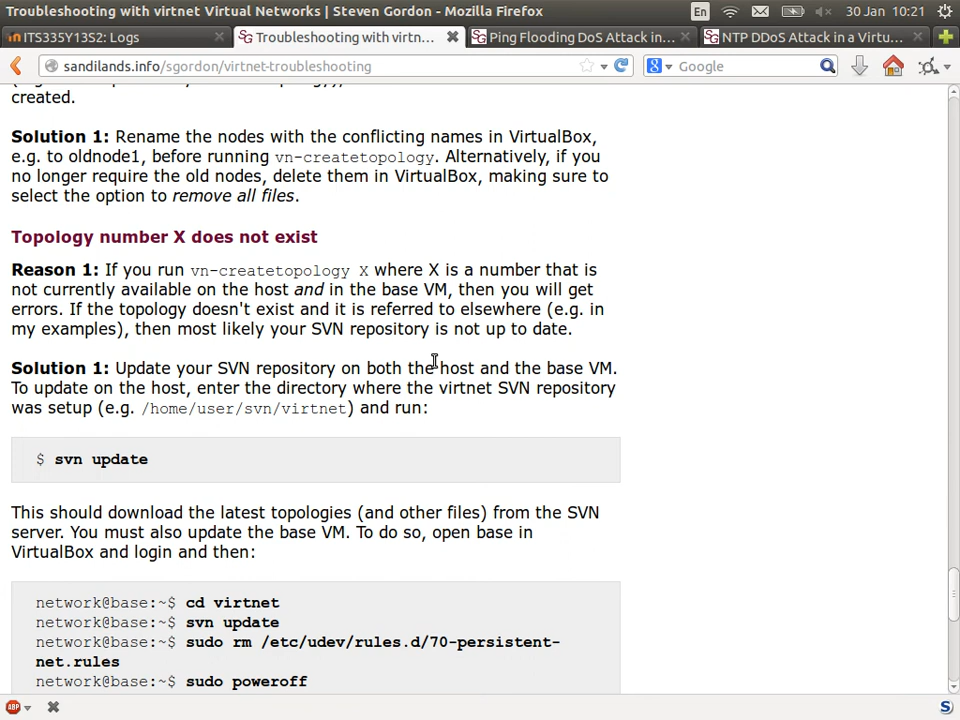 Troubleshooting with virtnet Virtual Networks | Steven Gordon - Mozilla Firefox
En
30 Jan 10:21
ITS335Y13S2: Logs
Troubleshooting with virtn...
Ping Flooding DoS Attack in...
NTP DDoS Attack in a Virtu...
sandilands.info/sgordon/virtnet-troubleshooting
Google
created.
Solution 1: Rename the nodes with the conflicting names in VirtualBox,
e.g. to oldnode1, before running vn-createtopology. Alternatively, if you
no longer require the old nodes, delete them in VirtualBox, making sure to
select the option to remove all files.
Topology number X does not exist
Reason 1: If you run vn-createtopology X where X is a number that is
not currently available on the host and in the base VM, then you will get
errors. If the topology doesn't exist and it is referred to elsewhere (e.g. in
my examples), then most likely your SVN repository is not up to date.
Solution 1: Update your SVN repository on both the host and the base VM.
To update on the host, enter the directory where the virtnet SVN repository
was setup (e.g. /home/user/svn/virtnet) and run:
$ svn update
This should download the latest topologies (and other files) from the SVN
server. You must also update the base VM. To do so, open base in
VirtualBox and login and then:
network@base:~$ cd virtnet
network@base:~$ svn update
network@base:~$ sudo rm /etc/udev/rules.d/70-persistent-
net.rules
network@base:~$ sudo poweroff
ABP
S